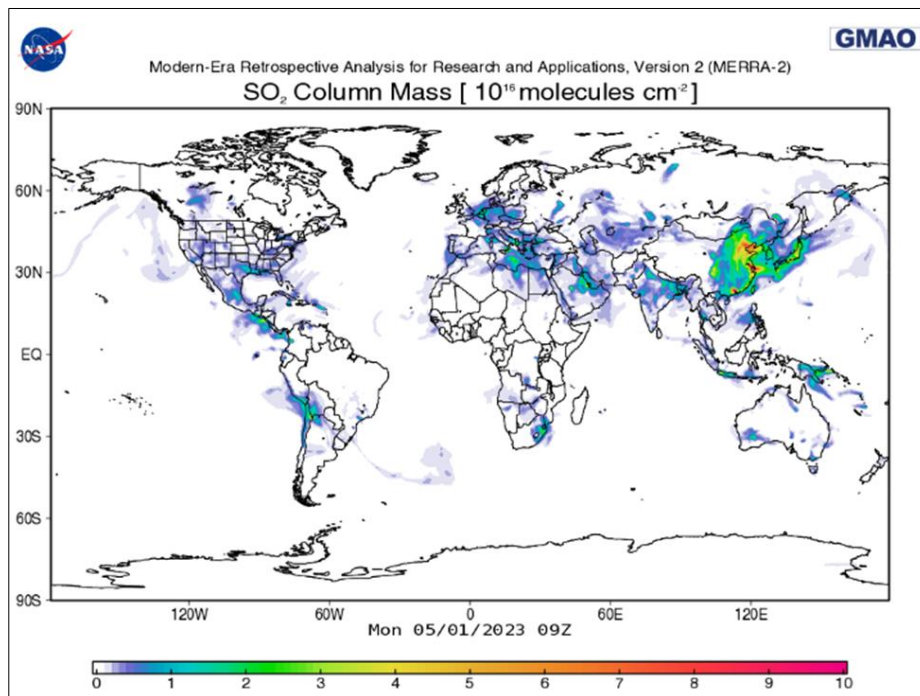 NASA
GMAO
Modern-Era Retrospective Analysis for Research and Applications, Version 2 (MERRA-2)
SO₂ Column Mass [ 10¹⁶ molecules cm⁻² ]
90N
60N
30N
EQ
30S
60S
90S
120W 60W 0 60E 120E
Mon 05/01/2023 09Z
0 1 2 3 4 5 6 7 8 9 10